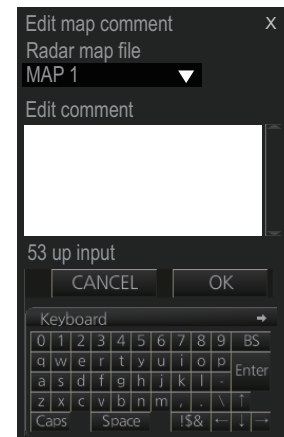 Edit map comment X
Radar map file
MAP 1 ▼
Edit comment
53 up input
CANCEL OK
Keyboard ➡
0 1 2 3 4 5 6 7 8 9 BS
q w e r t y u i o p
Enter
a s d f g h j k l -
z x c v b n m , . \ ↑
Caps Space !$& ← ↓ →